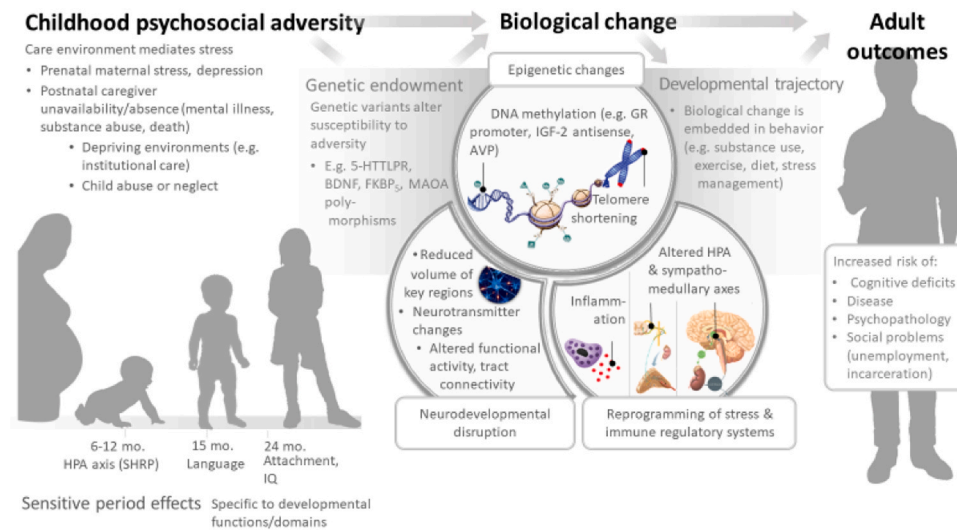 Childhood psychosocial adversity
Care environment mediates stress
• Prenatal maternal stress, depression
• Postnatal caregiver
unavailability/absence (mental illness,
substance abuse, death)
• Depriving environments (e.g.
institutional care)
• Child abuse or neglect
6-12 mo.
HPA axis (SHRP)
15 mo.
Language
24 mo.
Attachment,
IQ
Sensitive period effects
Specific to developmental
functions/domains
Genetic endowment
Genetic variants alter
susceptibility to
adversity
• E.g. 5-HTTLPR,
BDNF, FKBP5, MAOA
poly-
morphisms
Biological change
Epigenetic changes
DNA methylation (e.g. GR
promoter, IGF-2 antisense,
AVP)
Telomere
shortening
• Reduced
volume of
key regions
• Neurotransmitter
changes
• Altered functional
activity, tract
connectivity
Neurodevelopmental
disruption
Altered HPA
& sympatho-
medullary axes
Inflamm-
ation
Reprogramming of stress &
immune regulatory systems
Developmental trajectory
• Biological change is
embedded in behavior
(e.g. substance use,
exercise, diet, stress
management)
Adult
outcomes
Increased risk of:
• Cognitive deficits
• Disease
• Psychopathology
• Social problems
(unemployment,
incarceration)